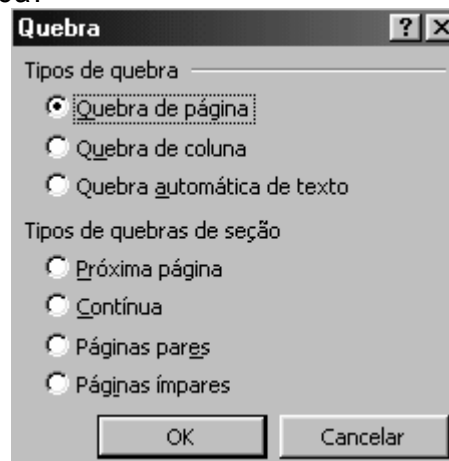 Quebra
Tipos de quebra
Quebra de página
Quebra de coluna
Quebra automática de texto
Tipos de quebras de seção
Próxima página
Contínua
Páginas pares
Páginas ímpares
OK Cancelar